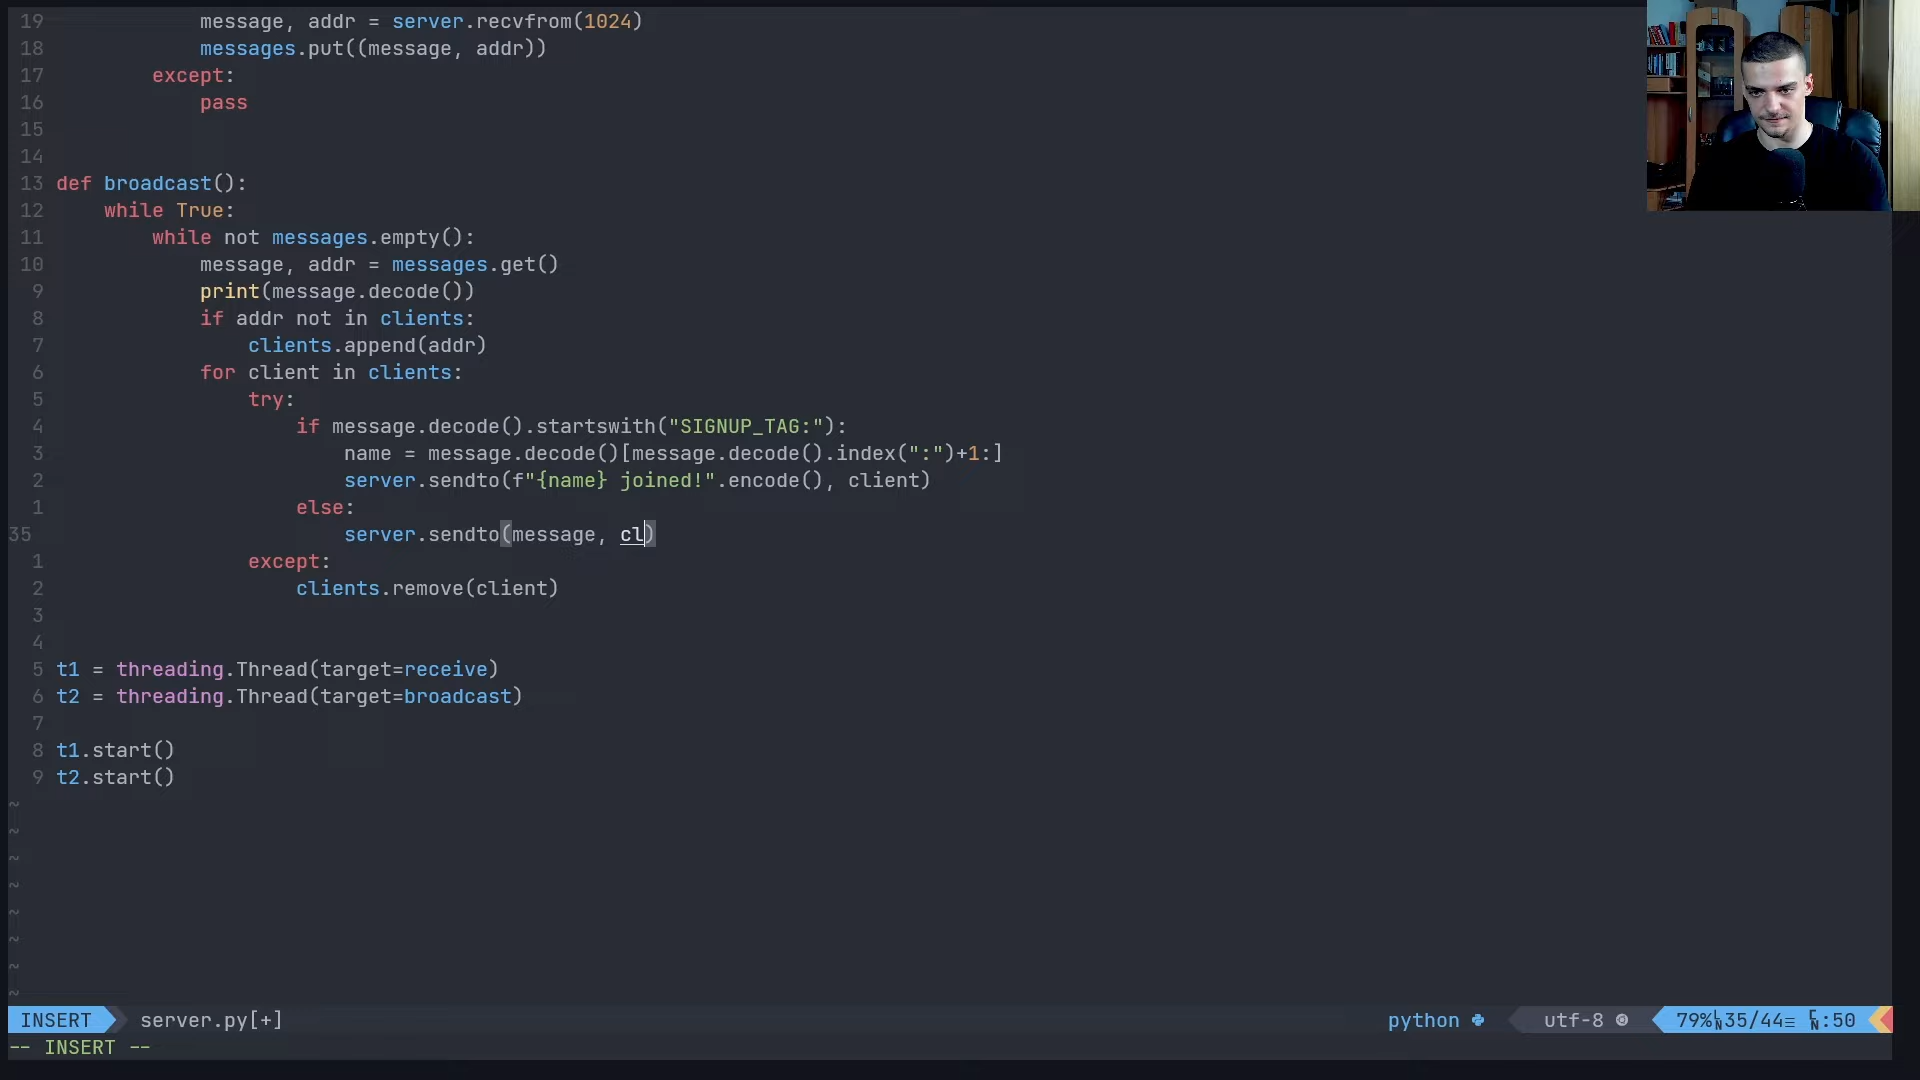 19 message, addr = server.recvfrom(1024)
18 messages.put((message, addr))
17 except:
16 pass
15
14
13 def broadcast():
12 while True:
11 while not messages.empty():
10 message, addr = messages.get()
9 print(message.decode())
8 if addr not in clients:
7 clients.append(addr)
6 for client in clients:
5 try:
4 if message.decode().startswith("SIGNUP_TAG:"):
3 name = message.decode()[message.decode().index(":")+1:]
2 server.sendto(f"{name} joined!".encode(), client)
1 else:
35 server.sendto(message, cl)
1 except:
2 clients.remove(client)
3
4
5 t1 = threading.Thread(target=receive)
6 t2 = threading.Thread(target=broadcast)
7
8 t1.start()
9 t2.start()
~
~
~
~
~
~
~
~
INSERT server.py[+] python utf-8 79% 35/44 :50
-- INSERT --